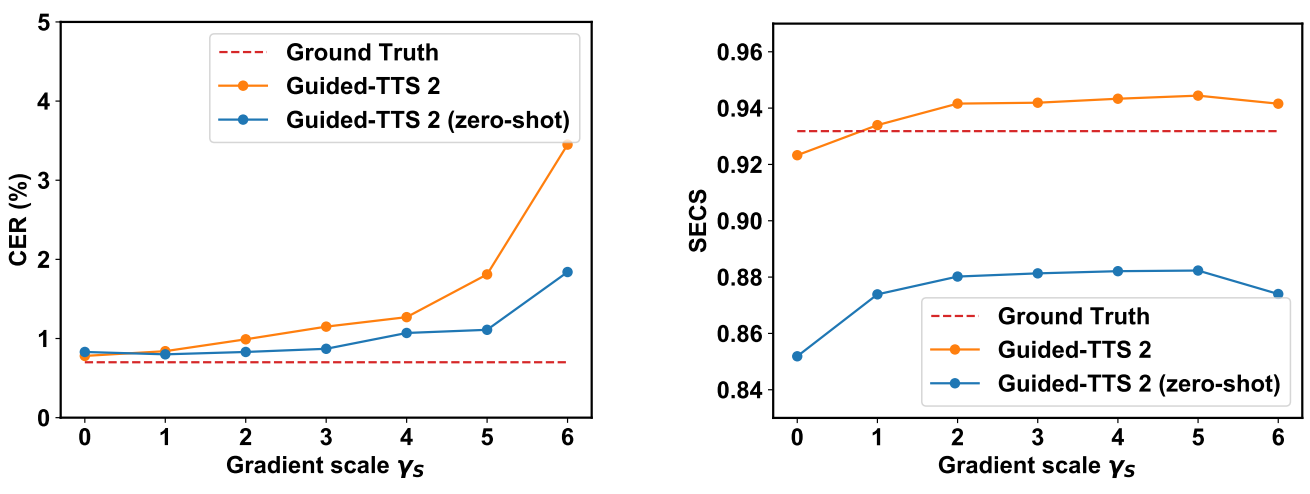 5
4
3
2
1
0
CER (%)
Ground Truth
Guided-TTS 2
Guided-TTS 2 (zero-shot)
0 1 2 3 4 5 6
Gradient scale γS
0.96
0.94
0.92
0.90
0.88
0.86
0.84
SECS
Ground Truth
Guided-TTS 2
Guided-TTS 2 (zero-shot)
0 1 2 3 4 5 6
Gradient scale γS